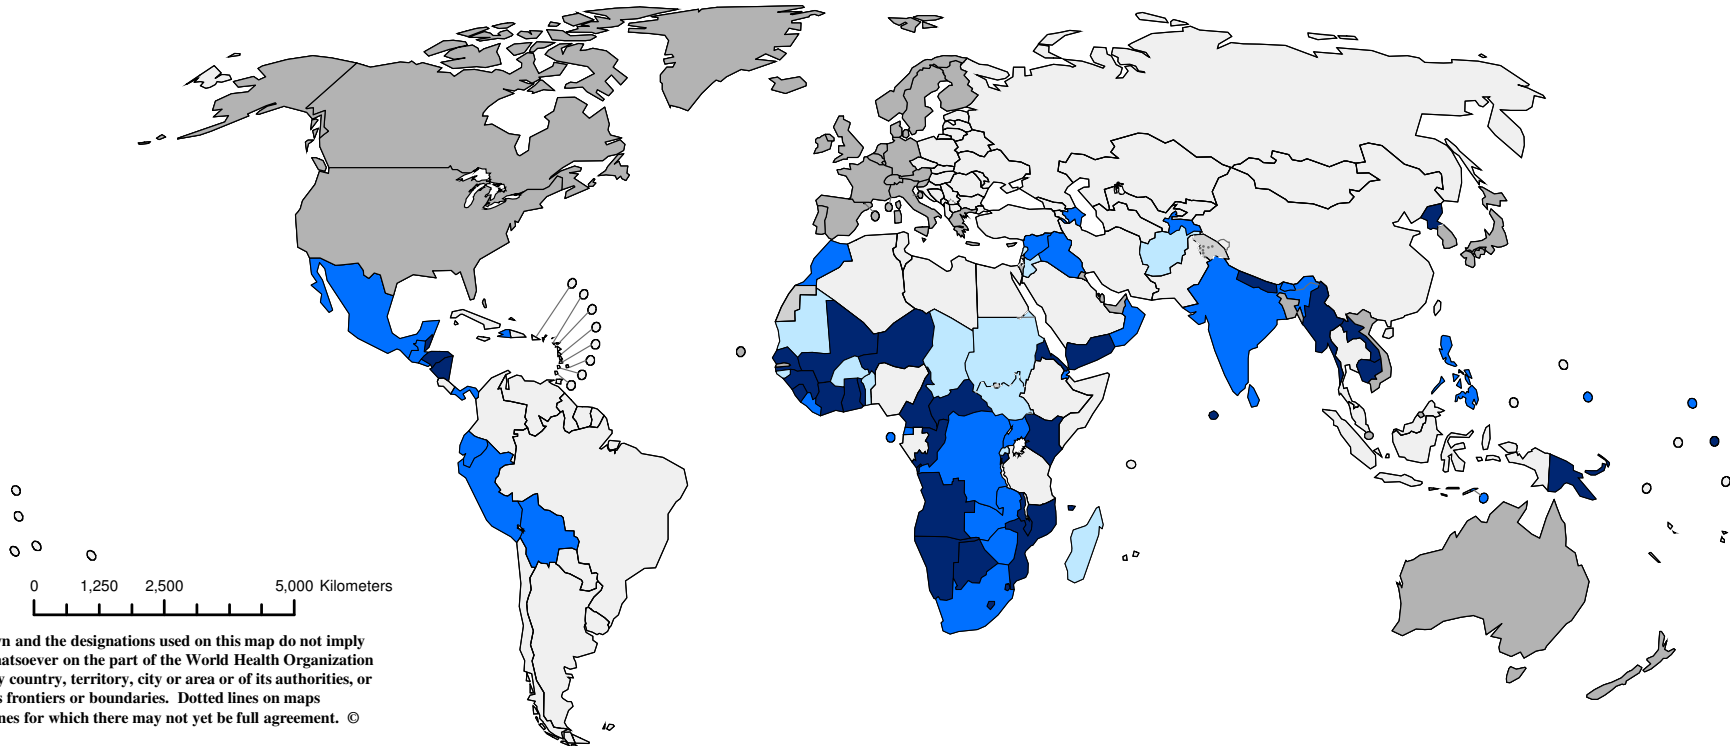 0 1,250 2,500 5,000 Kilometers
n and the designations used on this map do not imply
atsoever on the part of the World Health Organization
y country, territory, city or area or of its authorities, or
s frontiers or boundaries. Dotted lines on maps
nes for which there may not yet be full agreement. ©